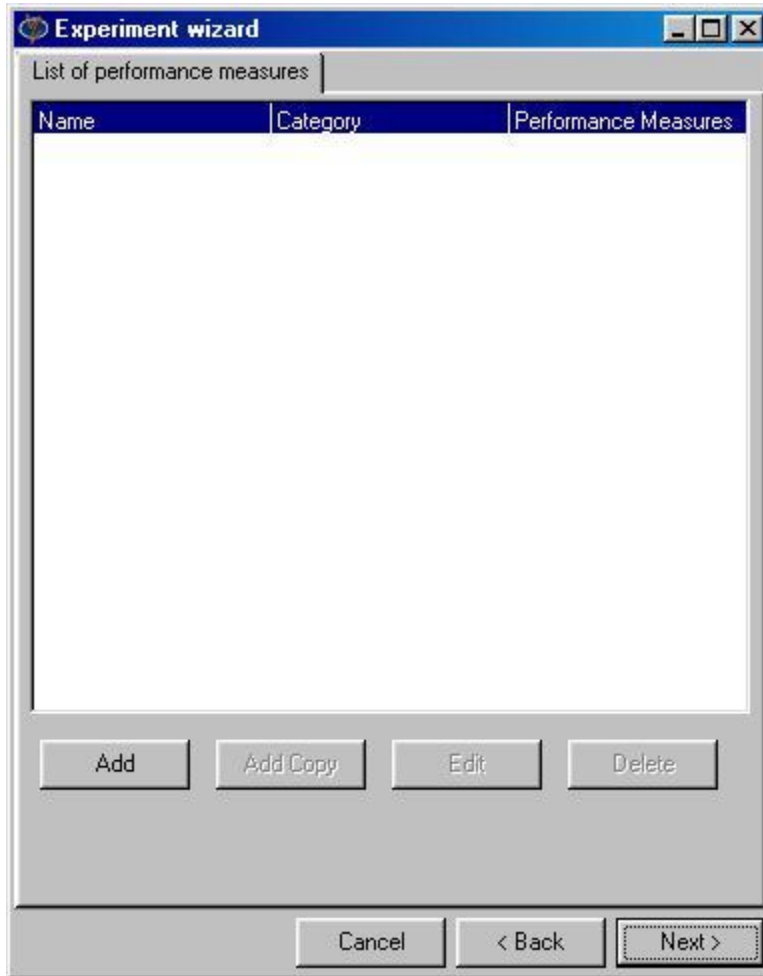 Experiment wizard
List of performance measures
Name Category Performance Measures
Add Add Copy Edit Delete
Cancel < Back Next >